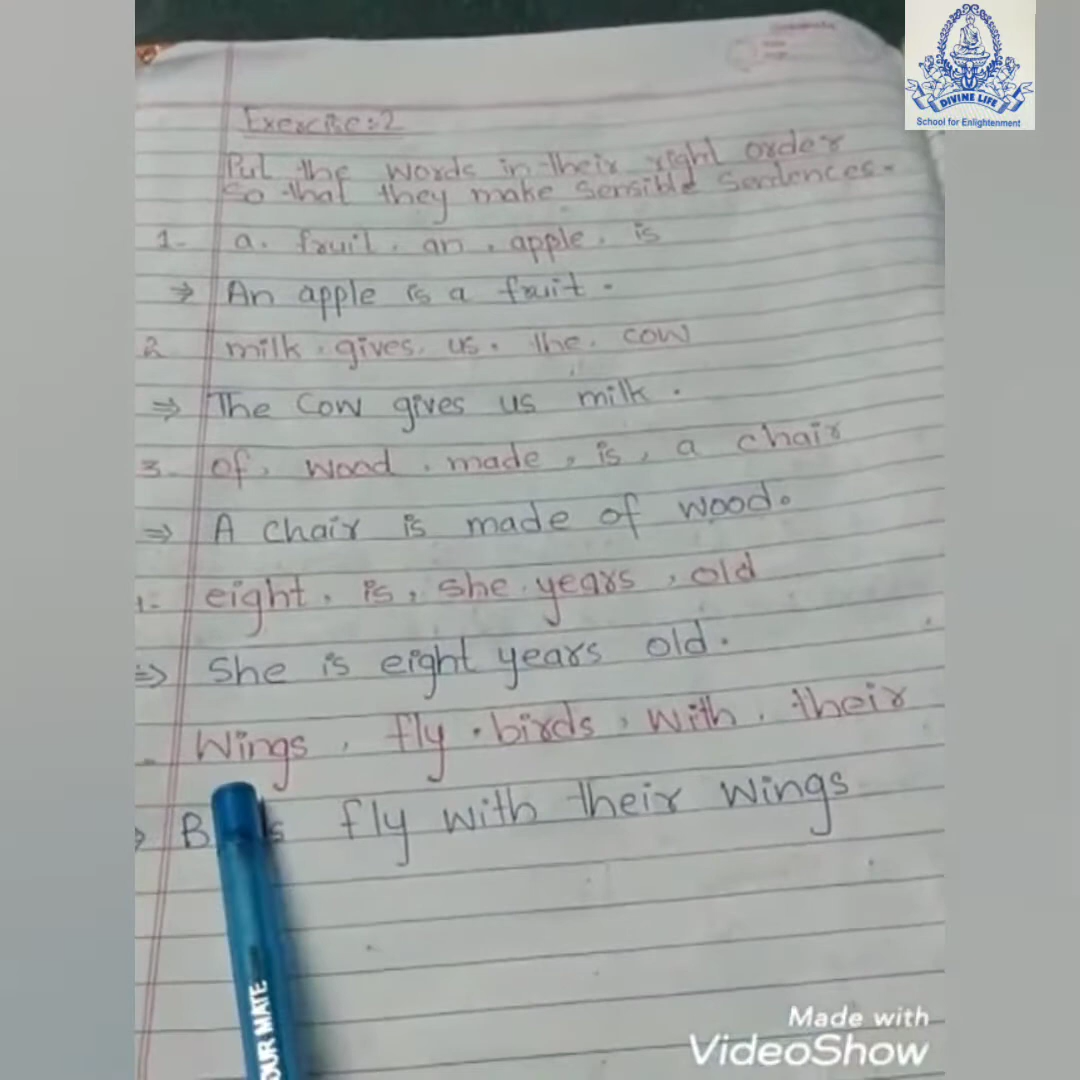 DIVINE LIFE
School for Enlightenment
Exercise:2
Put the words in their right order
So that they make sensible sentences.
1. a. fruit. an, apple. is
⇒ An apple is a fruit.
2 milk. gives. us. the. cow
⇒ The Cow gives us milk.
3. of, wood, made, is, a chair
⇒ A chair is made of wood.
eight, is, she. years, old
⇒ She is eight years old.
Wings, fly. birds, with, their
fly with their wings
OUR MATE
Made with
VideoShow